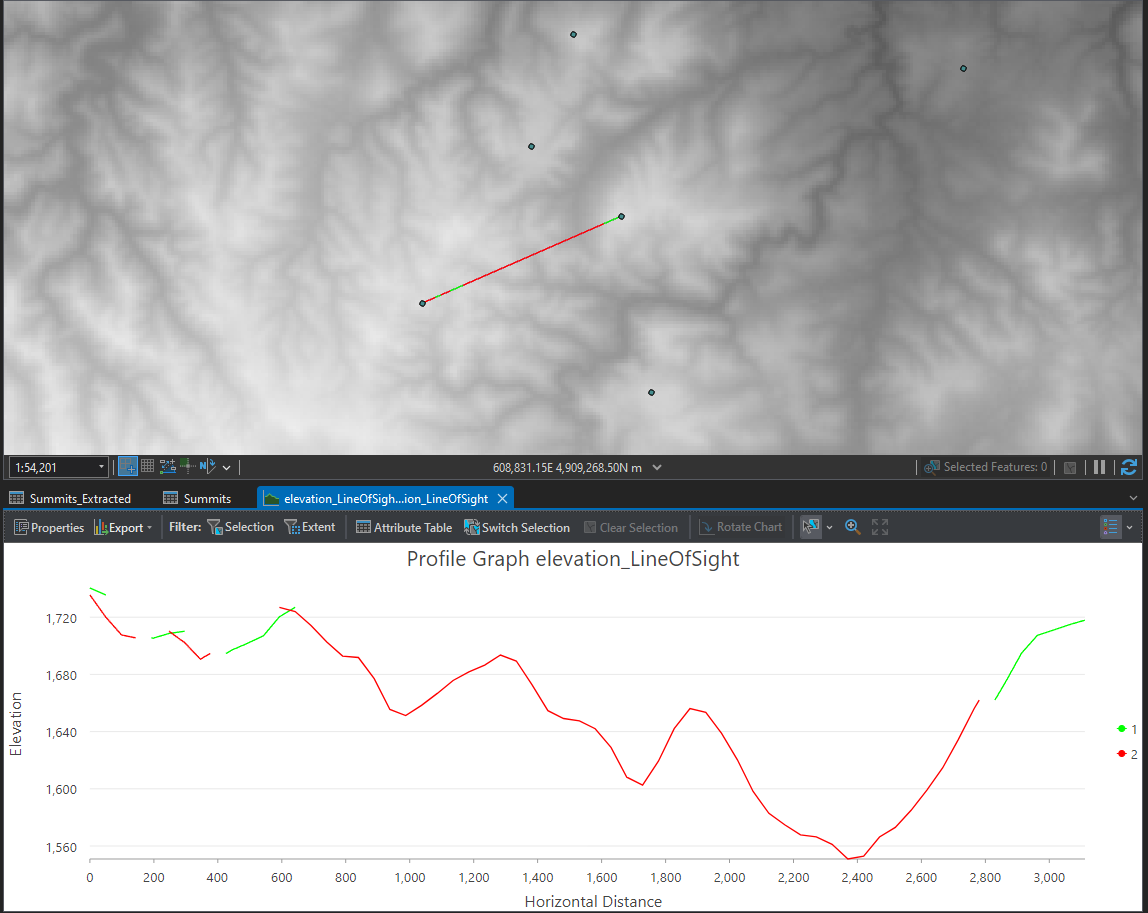 1:54,201
608,831.15E 4,909,268.50N m
Selected Features: 0
Summits_Extracted
Summits
elevation_LineOfSigh...ion_LineOfSight
Properties
Export
Filter:
Selection
Extent
Attribute Table
Switch Selection
Clear Selection
Rotate Chart
Profile Graph elevation_LineOfSight
Elevation
1,720
1,680
1,640
1,600
1,560
0 200 400 600 800 1,000 1,200 1,400 1,600 1,800 2,000 2,200 2,400 2,600 2,800 3,000
Horizontal Distance
1
2